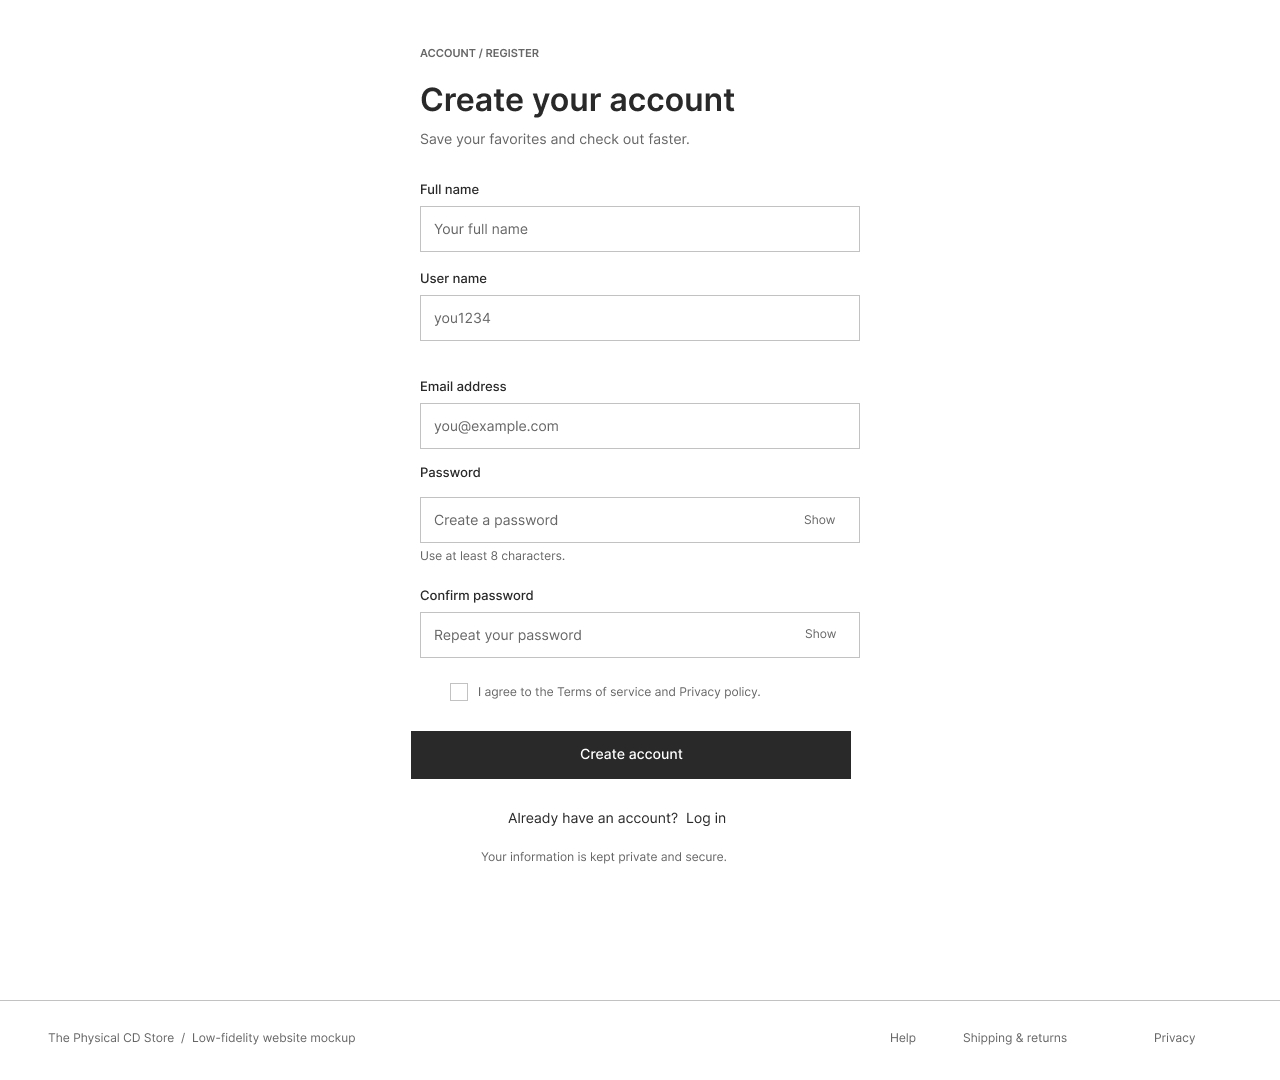 ACCOUNT / REGISTER
Create your account
Save your favorites and check out faster.
Full name
Your full name
User name
you1234
Email address
you@example.com
Password
Create a password Show
Use at least 8 characters.
Confirm password
Repeat your password Show
I agree to the Terms of service and Privacy policy.
Create account
Already have an account? Log in
Your information is kept private and secure.
The Physical CD Store / Low-fidelity website mockup Help Shipping & returns Privacy